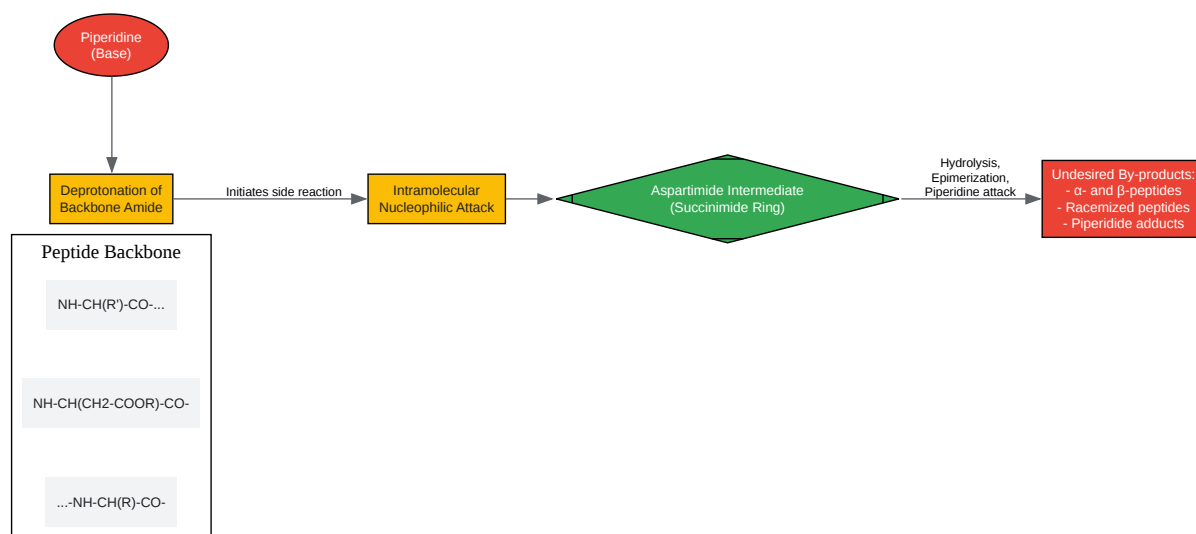 Piperidine
(Base)
Deprotonation of
Backbone Amide
Initiates side reaction
Intramolecular
Nucleophilic Attack
Aspartimide Intermediate
(Succinimide Ring)
Hydrolysis,
Epimerization,
Piperidine attack
Undesired By-products:
- α- and β-peptides
- Racemized peptides
- Piperidide adducts
Peptide Backbone
NH-CH(R')-CO-...
NH-CH(CH2-COOR)-CO-
...-NH-CH(R)-CO-